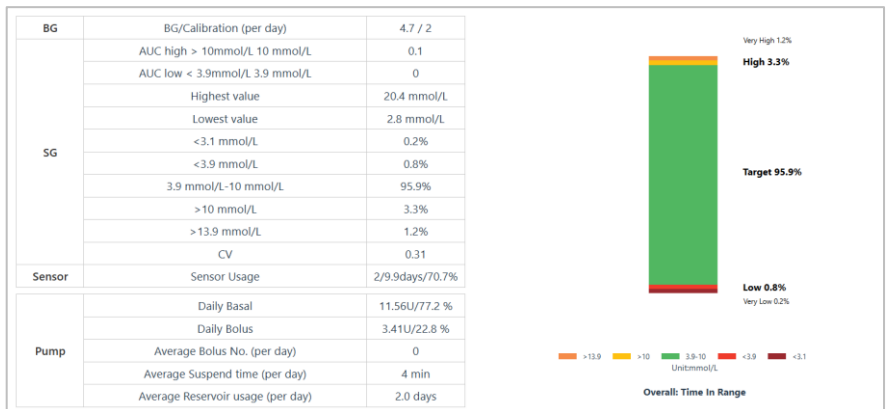 BG BG/Calibration (per day) 4.7 / 2
SG
AUC high > 10mmol/L 10 mmol/L 0.1
AUC low < 3.9mmol/L 3.9 mmol/L 0
Highest value 20.4 mmol/L
Lowest value 2.8 mmol/L
<3.1 mmol/L 0.2%
<3.9 mmol/L 0.8%
3.9 mmol/L-10 mmol/L 95.9%
>10 mmol/L 3.3%
>13.9 mmol/L 1.2%
CV 0.31
Sensor Sensor Usage 2/9.9days/70.7%
Pump
Daily Basal 11.56U/77.2 %
Daily Bolus 3.41U/22.8 %
Average Bolus No. (per day) 0
Average Suspend time (per day) 4 min
Average Reservoir usage (per day) 2.0 days
Very High 1.2%
High 3.3%
Target 95.9%
Low 0.8%
Very Low 0.2%
>13.9 >10 3.9-10 <3.9 <3.1
Unit:mmol/L
Overall: Time In Range